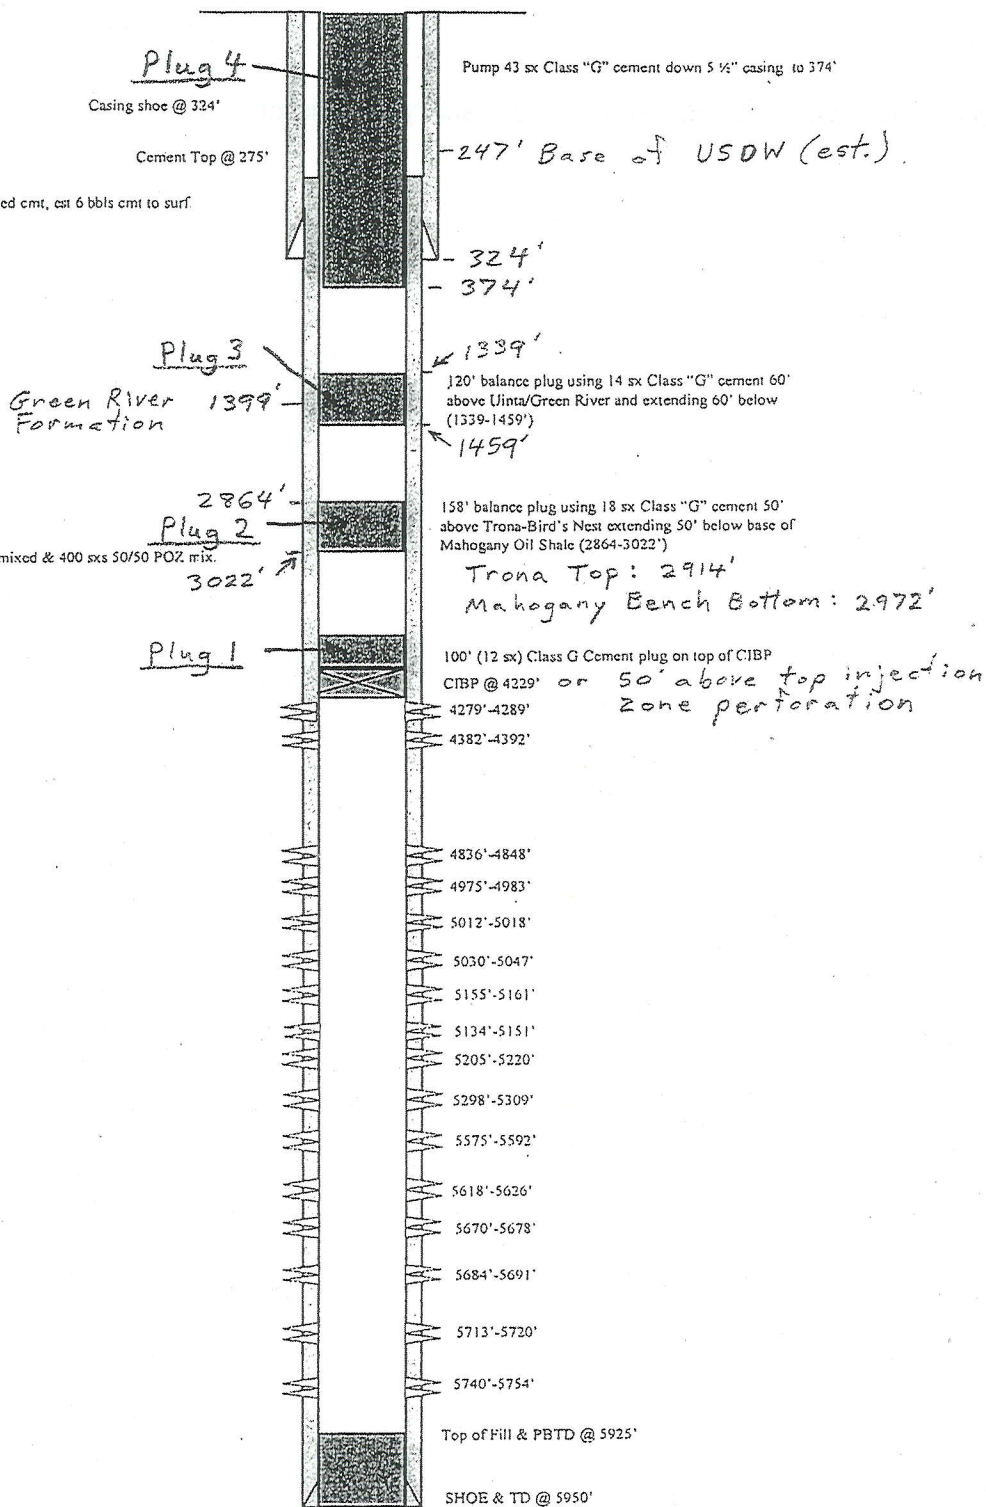 Plug 4
Pump 43 sx Class "G" cement down 5 ½" casing to 374'
Casing shoe @ 324'
Cement Top @ 275'
247' Base of USDW (est.)
ed cmt, est 6 bbls cmt to surf.
324'
374'
Plug 3
1339'
Green River 1399'
Formation
120' balance plug using 14 sx Class "G" cement 60'
above Uinta/Green River and extending 60' below
(1339-1459')
1459'
2864'
Plug 2
158' balance plug using 18 sx Class "G" cement 50'
above Trona-Bird's Nest extending 50' below base of
Mahogany Oil Shale (2864-3022')
mixed & 400 sxs 50/50 POZ mix.
3022'
Trona Top: 2914'
Mahogany Bench Bottom: 2972'
Plug 1
100' (12 sx) Class G Cement plug on top of CIBP
CIBP @ 4229' or 50' above top injection
zone perforation
4279'-4289'
4382'-4392'
4836'-4848'
4975'-4983'
5012'-5018'
5030'-5047'
5155'-5161'
5134'-5151'
5205'-5220'
5298'-5309'
5575'-5592'
5618'-5626'
5670'-5678'
5684'-5691'
5713'-5720'
5740'-5754'
Top of Fill & PBTD @ 5925'
SHOE & TD @ 5950'